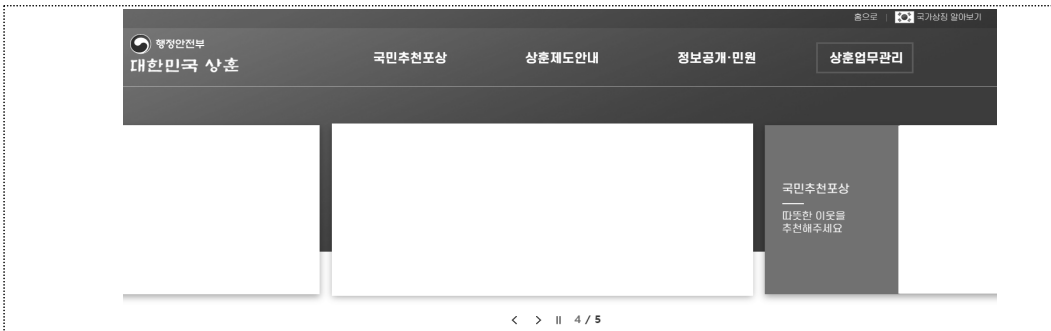 홈으로 | 국가상징 알아보기
행정안전부
대한민국 상훈
국민추천포상 상훈제도안내 정보공개·민원 상훈업무관리
국민추천포상
따뜻한 이웃을
추천해주세요
4 / 5